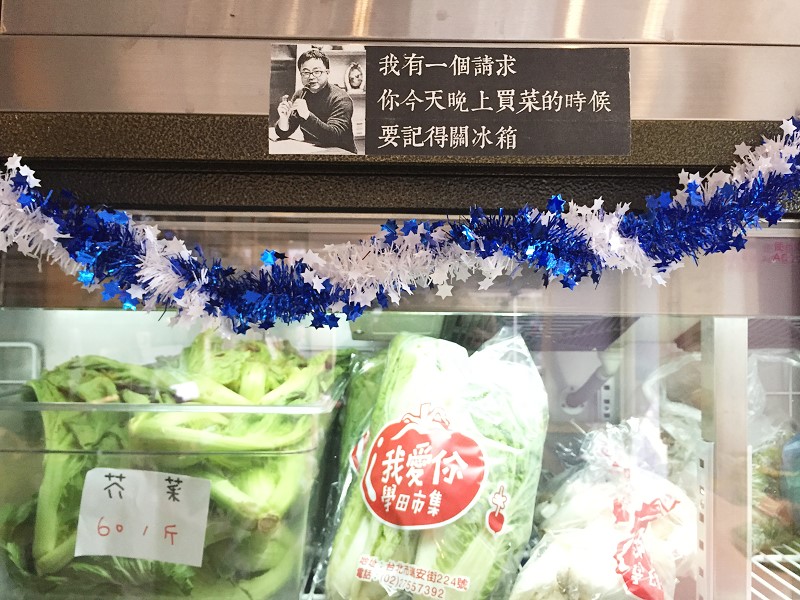 我有一個請求
你今天晚上買菜的時候
要記得關冰箱
芥菜
60/斤
我愛你
學田市集